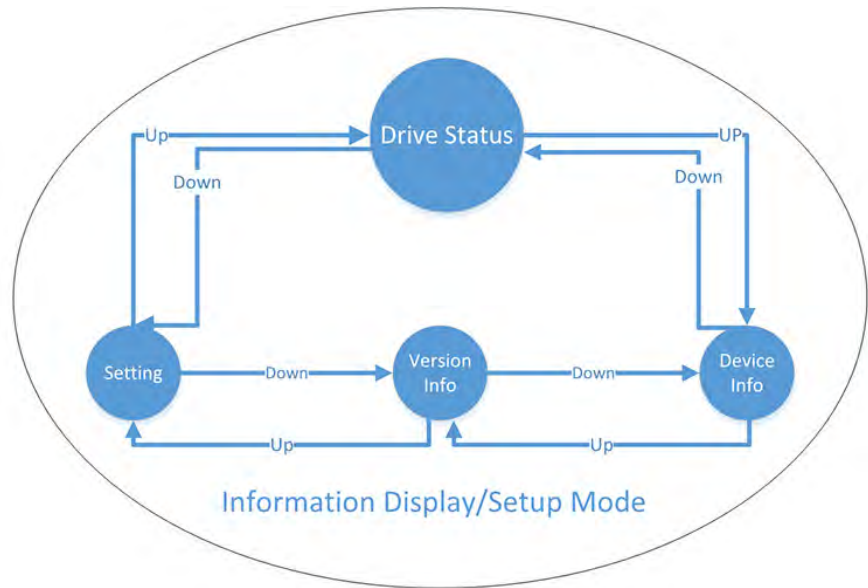 Drive Status
Up
UP
Down
Down
Setting
Down
Version
Info
Down
Device
Info
Up
Up
Information Display/Setup Mode